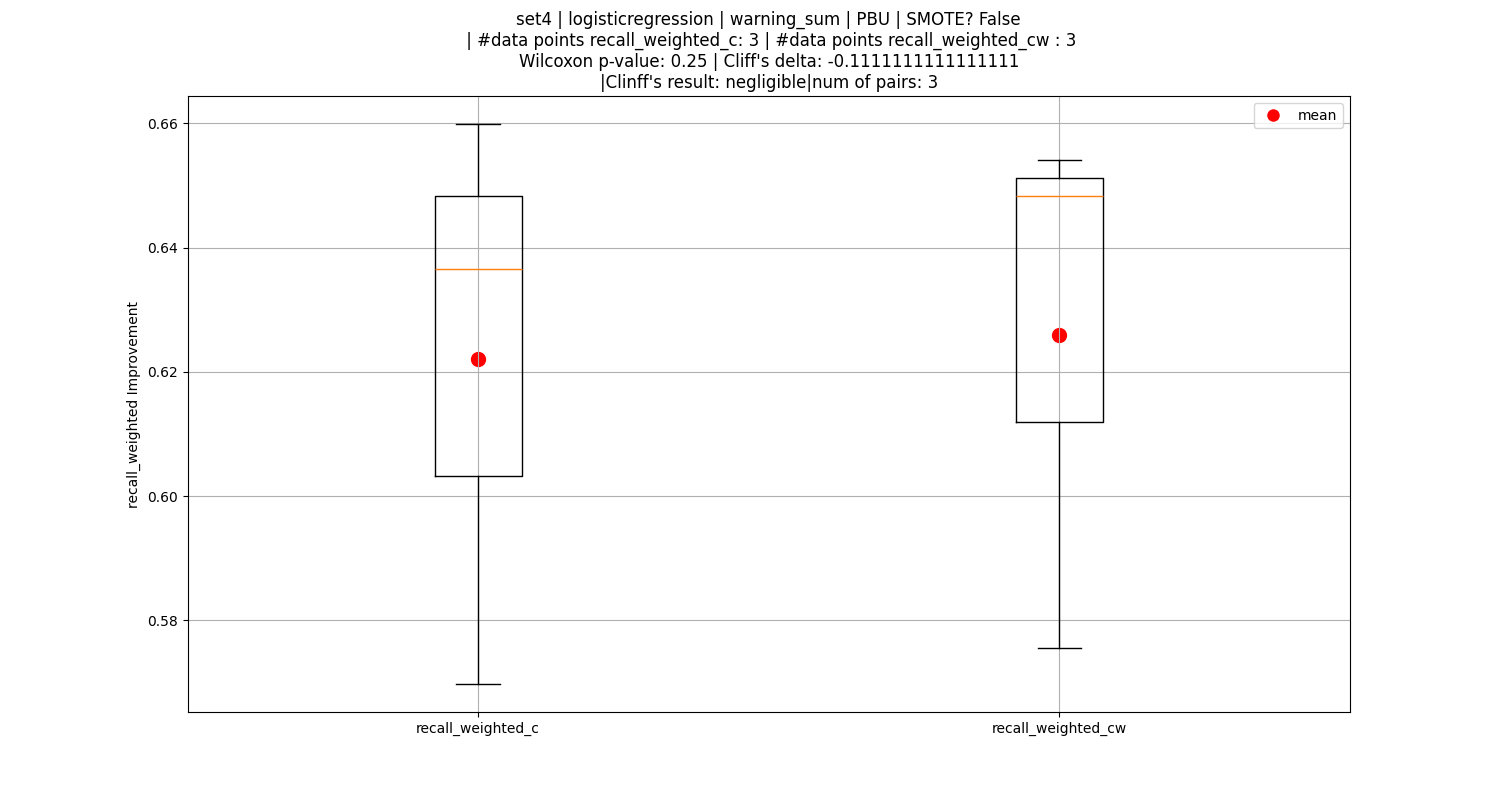 set4 | logisticregression | warning_sum | PBU | SMOTE? False
| #data points recall_weighted_c: 3 | #data points recall_weighted_cw : 3
Wilcoxon p-value: 0.25 | Cliff's delta: -0.1111111111111111
|Clinff's result: negligible|num of pairs: 3
mean
0.66
0.64
0.62
0.60
0.58
recall_weighted Improvement
recall_weighted_c
recall_weighted_cw